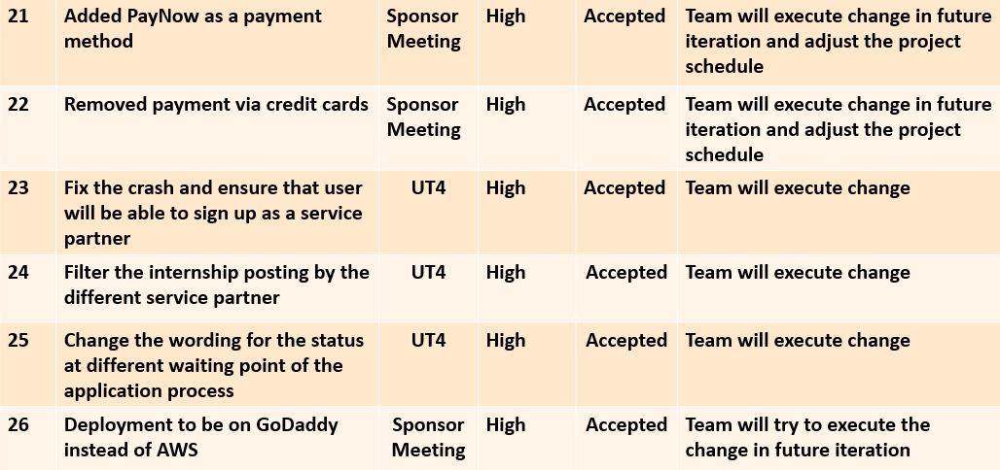 21 Added PayNow as a payment method Sponsor Meeting High Accepted Team will execute change in future iteration and adjust the project schedule
22 Removed payment via credit cards Sponsor Meeting High Accepted Team will execute change in future iteration and adjust the project schedule
23 Fix the crash and ensure that user will be able to sign up as a service partner UT4 High Accepted Team will execute change
24 Filter the internship posting by the different service partner UT4 High Accepted Team will execute change
25 Change the wording for the status at different waiting point of the application process UT4 High Accepted Team will execute change
26 Deployment to be on GoDaddy instead of AWS Sponsor Meeting High Accepted Team will try to execute the change in future iteration